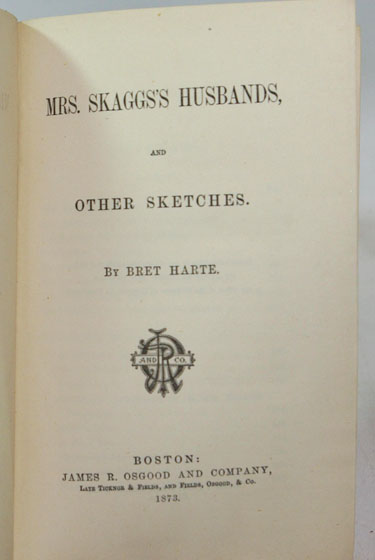 MRS. SKAGGS'S HUSBANDS,
AND
OTHER SKETCHES.
BY BRET HARTE.
AND CO.
BOSTON:
JAMES R. OSGOOD AND COMPANY,
LATE TICKNOR & FIELDS, AND FIELDS, OSGOOD, & CO.
1873.